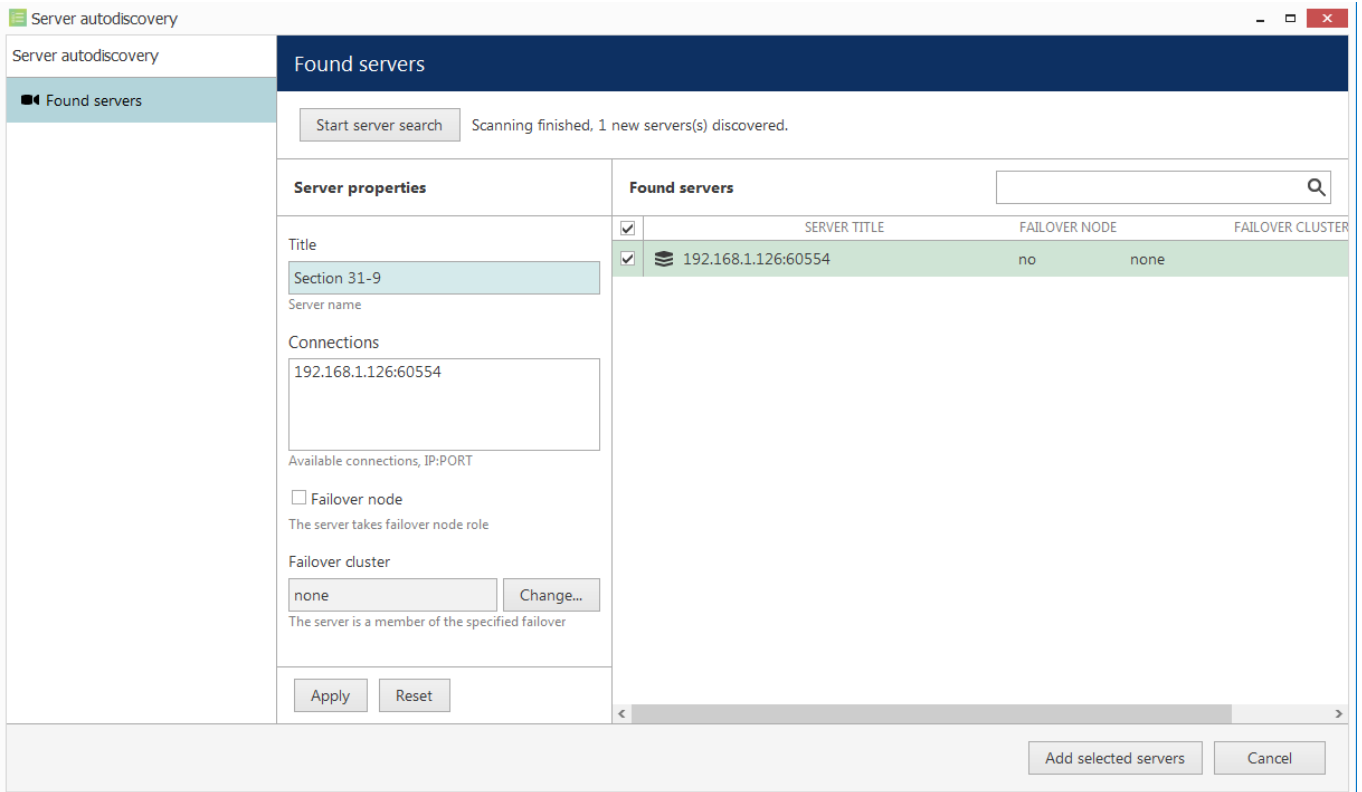 Server autodiscovery
Server autodiscovery
Found servers
Found servers
Start server search
Scanning finished, 1 new servers(s) discovered.
Server properties
Title
Section 31-9
Server name
Connections
192.168.1.126:60554
Available connections, IP:PORT
Failover node
The server takes failover node role
Failover cluster
none
Change...
The server is a member of the specified failover
Apply
Reset
Found servers
SERVER TITLE FAILOVER NODE FAILOVER CLUSTER
192.168.1.126:60554 no none
Add selected servers
Cancel